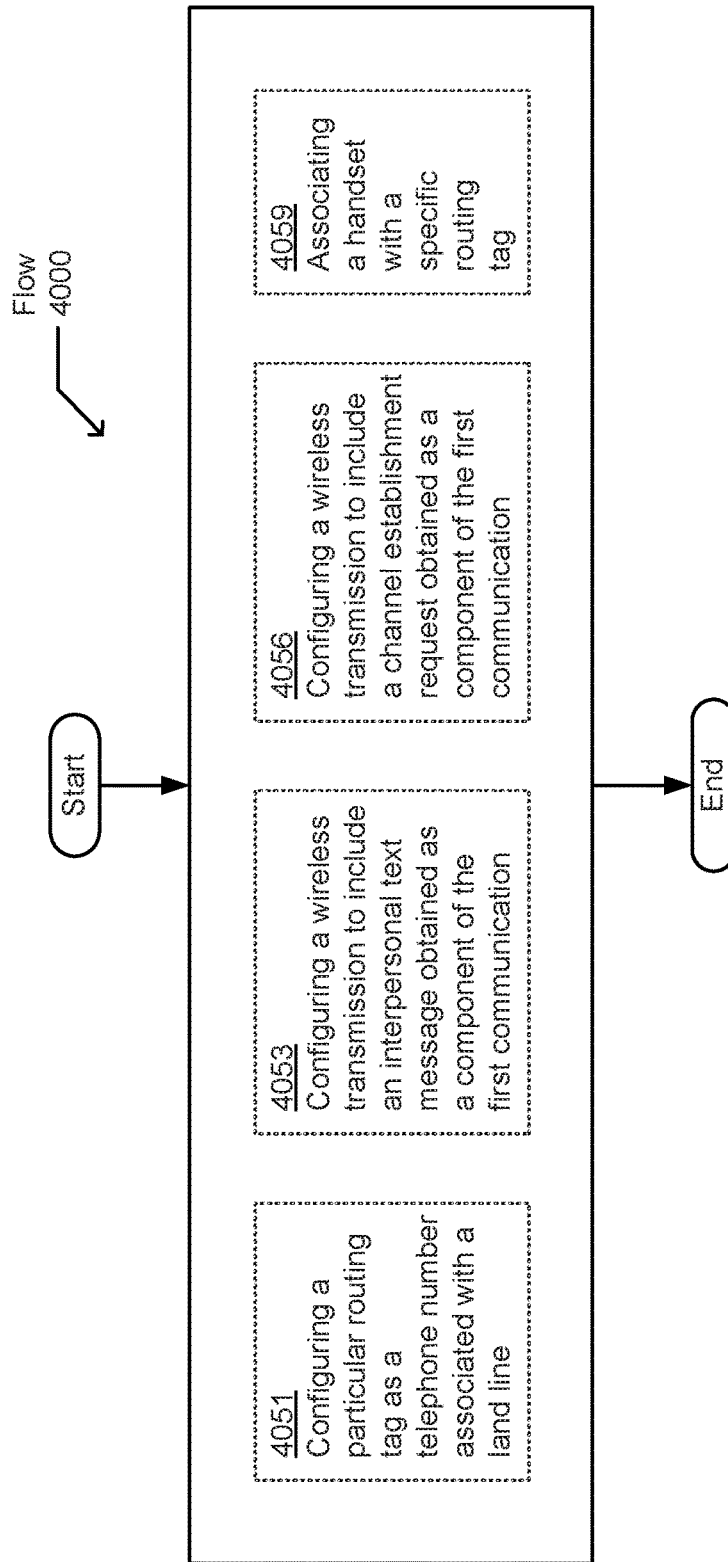 Flow
4000
Start
4051
Configuring a
particular routing
tag as a
telephone number
associated with a
land line
4053
Configuring a wireless
transmission to include
an interpersonal text
message obtained as
a component of the
first communication
4056
Configuring a wireless
transmission to include
a channel establishment
request obtained as a
component of the first
communication
4059
Associating
a handset
with a
specific
routing
tag
End